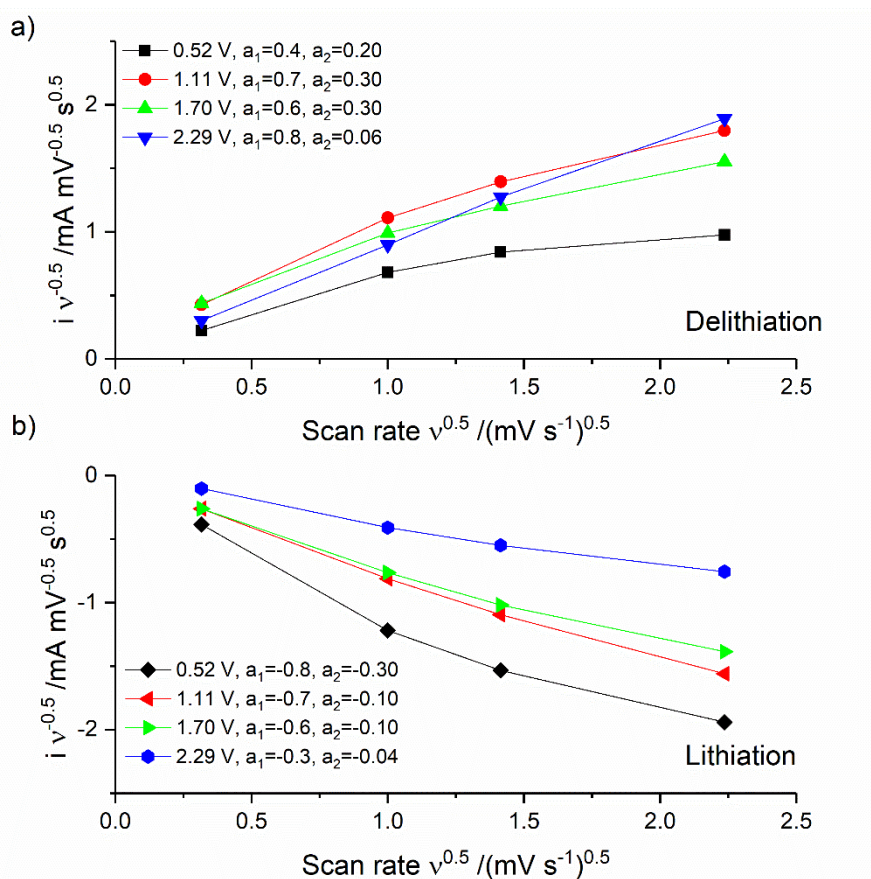 a)
0.52 V, a₁=0.4, a₂=0.20
1.11 V, a₁=0.7, a₂=0.30
1.70 V, a₁=0.6, a₂=0.30
2.29 V, a₁=0.8, a₂=0.06
2
1
0
i ν⁻⁰·⁵ /mA mV⁻⁰·⁵ s⁰·⁵
Delithiation
0.0 0.5 1.0 1.5 2.0 2.5
Scan rate ν⁰·⁵ /(mV s⁻¹)⁰·⁵
b)
0
-1
-2
i ν⁻⁰·⁵ /mA mV⁻⁰·⁵ s⁰·⁵
0.52 V, a₁=-0.8, a₂=-0.30
1.11 V, a₁=-0.7, a₂=-0.10
1.70 V, a₁=-0.6, a₂=-0.10
2.29 V, a₁=-0.3, a₂=-0.04
Lithiation
0.0 0.5 1.0 1.5 2.0 2.5
Scan rate ν⁰·⁵ /(mV s⁻¹)⁰·⁵